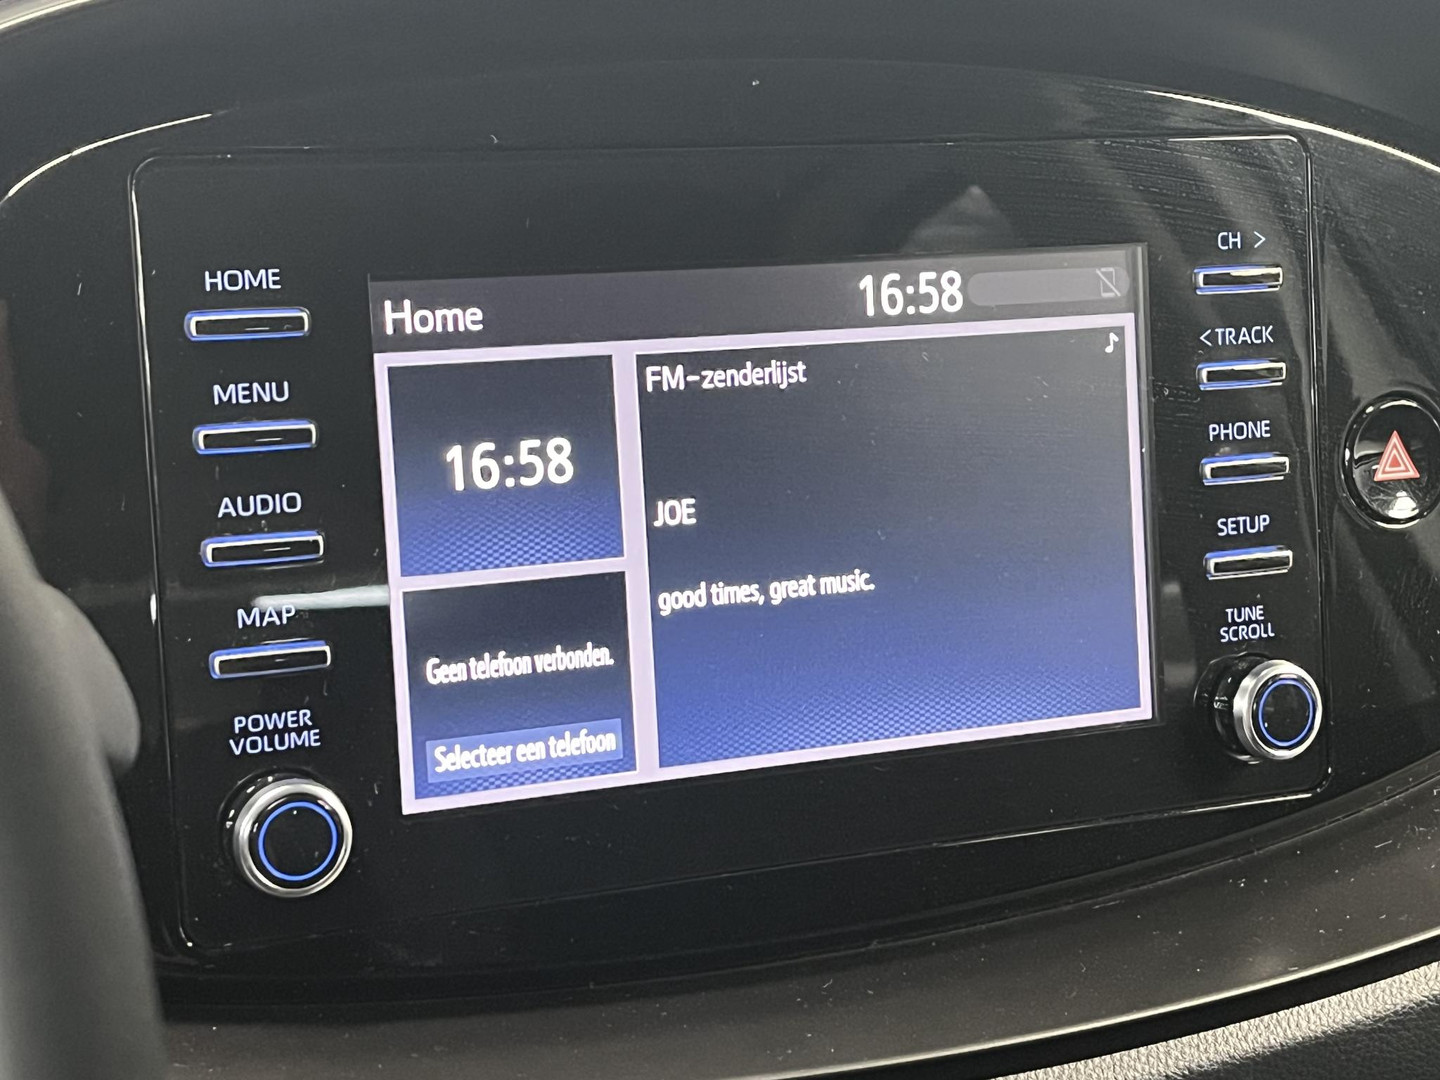 HOME
MENU
AUDIO
MAP
POWER
VOLUME
Home
16:58
16:58
Geen telefoon verbonden.
Selecteer een telefoon
FM-zenderlijst
JOE
good times, great music.
CH >
< TRACK
PHONE
SETUP
TUNE
SCROLL